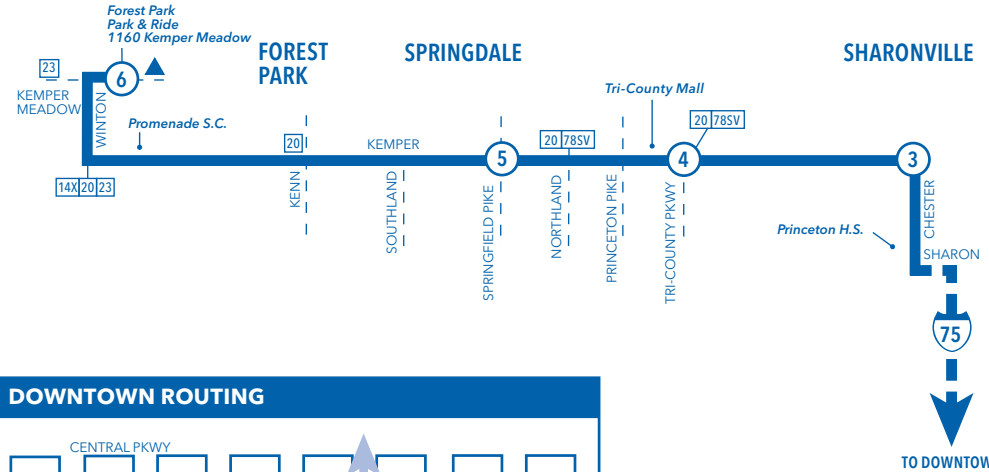 Forest Park
Park & Ride
1160 Kemper Meadow
FOREST
PARK
SPRINGDALE
SHARONVILLE
23
6
KEMPER
MEADOW
WINTON
Promenade S.C.
Tri-County Mall
20
KEMPER
20 78SV
20 78SV
5
4
3
14X 20 23
KENN
SOUTHLAND
SPRINGFIELD PIKE
NORTHLAND
PRINCETON PIKE
TRI-COUNTY PKWY
CHESTER
Princeton H.S.
SHARON
75
DOWNTOWN ROUTING
CENTRAL PKWY
TO DOWNTOW